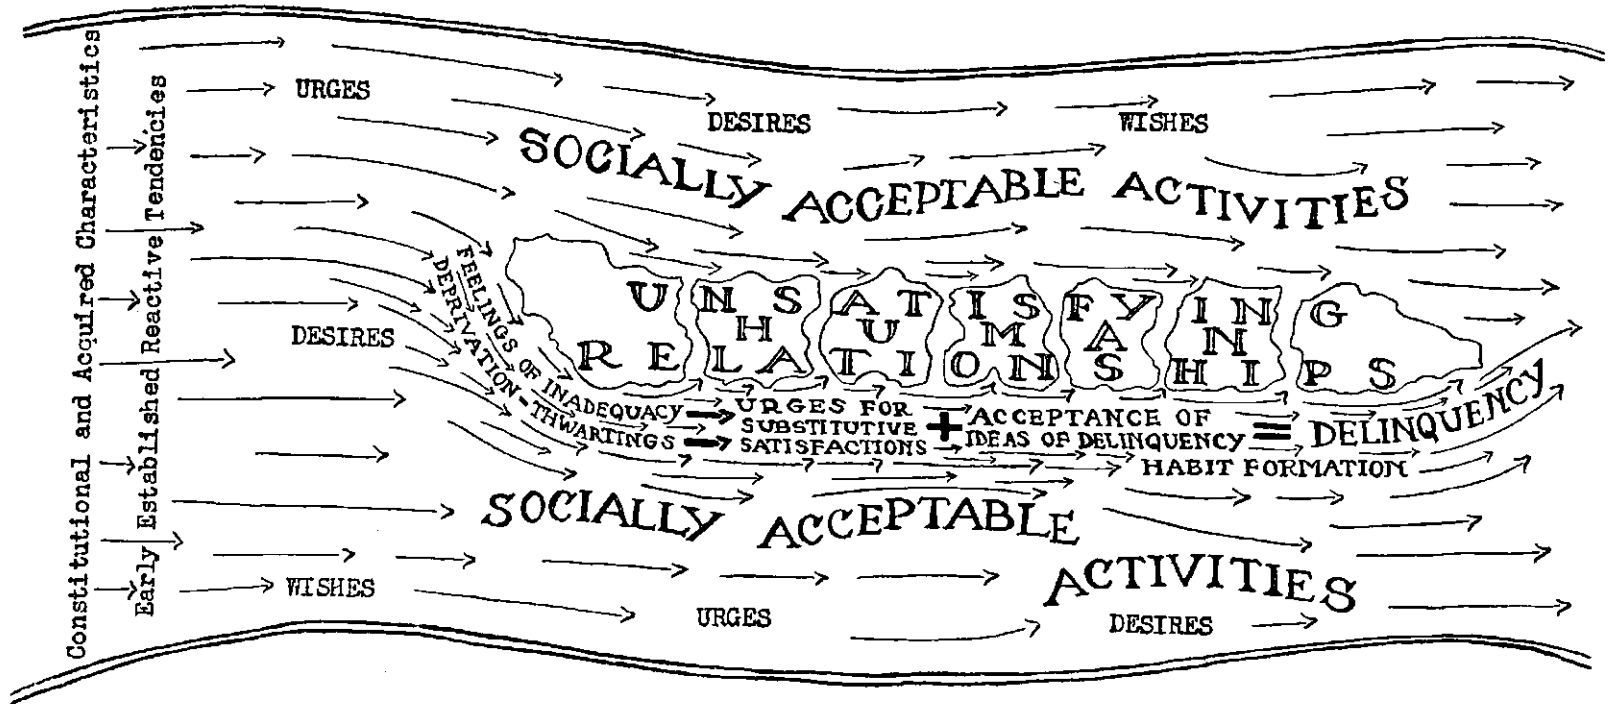 Constitutional and Acquired Characteristics
Early Established Reactive Tendencies
URGES
DESIRES
WISHES
SOCIALLY ACCEPTABLE ACTIVITIES
FEELINGS OF INADEQUACY
DEPRIVATION - THWARTINGS
UNSATISFYING
HUMAN
RELATIONSHIPS
DESIRES
URGES FOR
SUBSTITUTIVE
SATISFACTIONS
+
ACCEPTANCE OF
IDEAS OF DELINQUENCY
=
DELINQUENCY
HABIT FORMATION
SOCIALLY ACCEPTABLE
ACTIVITIES
WISHES
URGES
DESIRES